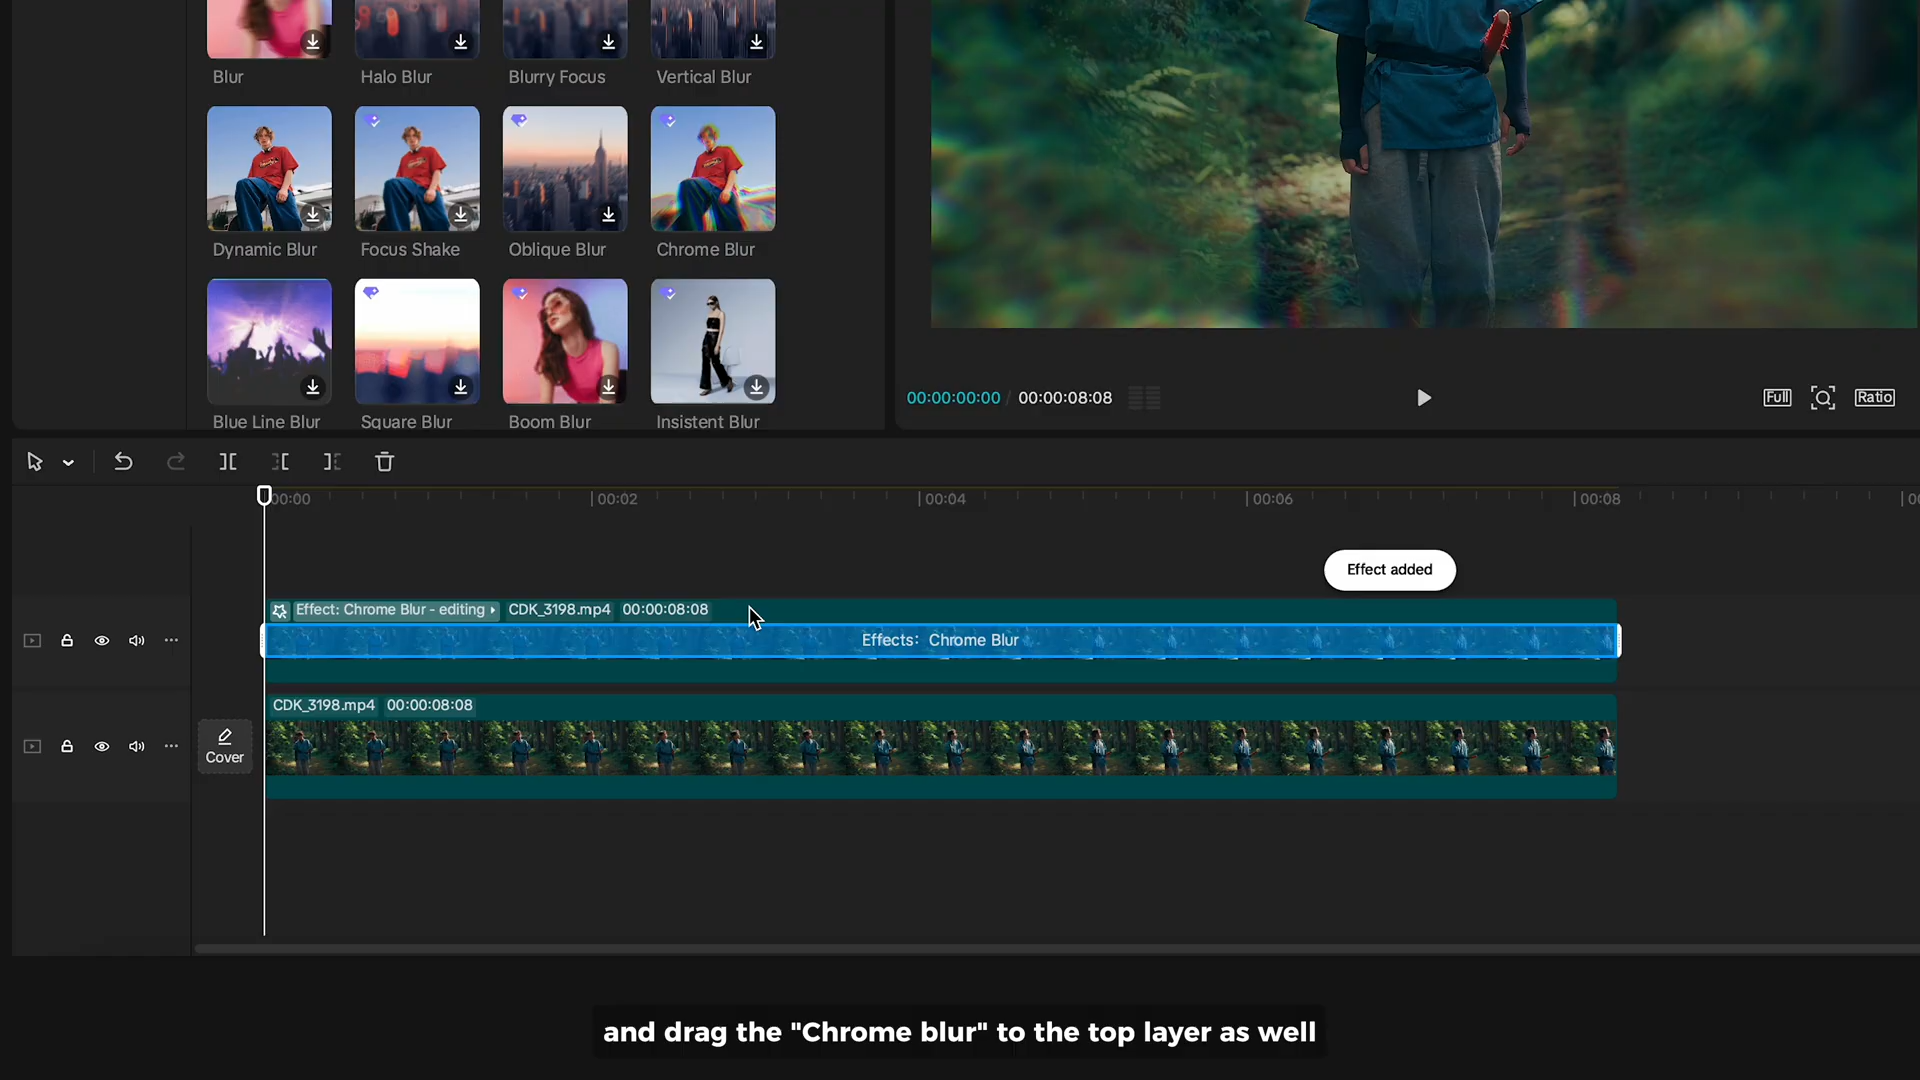 Blur
Halo Blur
Blurry Focus
Vertical Blur
Dynamic Blur
Focus Shake
Oblique Blur
Chrome Blur
Blue Line Blur
Square Blur
Boom Blur
Insistent Blur
00:00:00:00 / 00:00:08:08
Full
Ratio
00:00
00:02
00:04
00:06
00:08
Effect added
Effect: Chrome Blur - editing CDK_3198.mp4 00:00:08:08
Effects: Chrome Blur
CDK_3198.mp4 00:00:08:08
Cover
and drag the "Chrome blur" to the top layer as well